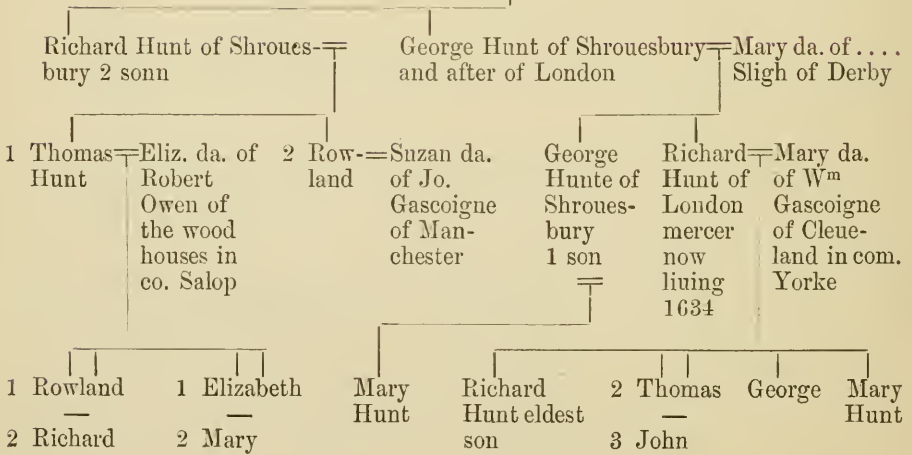 Richard Hunt of Shroues-
bury 2 sonn
George Hunt of Shrouesbury
and after of London
Mary da. of ....
Sligh of Derby
1 Thomas
Hunt
Eliz. da. of
Robert
Owen of
the wood
houses in
co. Salop
2 Row-
land
Suzan da.
of Jo.
Gascoigne
of Man-
chester
George
Hunte of
Shroues-
bury
1 son
Richard
Hunt of
London
mercer
now
liuing
1634
Mary da.
of Wᵐ
Gascoigne
of Cleue-
land in com.
Yorke
1 Rowland
2 Richard
1 Elizabeth
2 Mary
Mary
Hunt
Richard
Hunt eldest
son
2 Thomas
3 John
George
Mary
Hunt